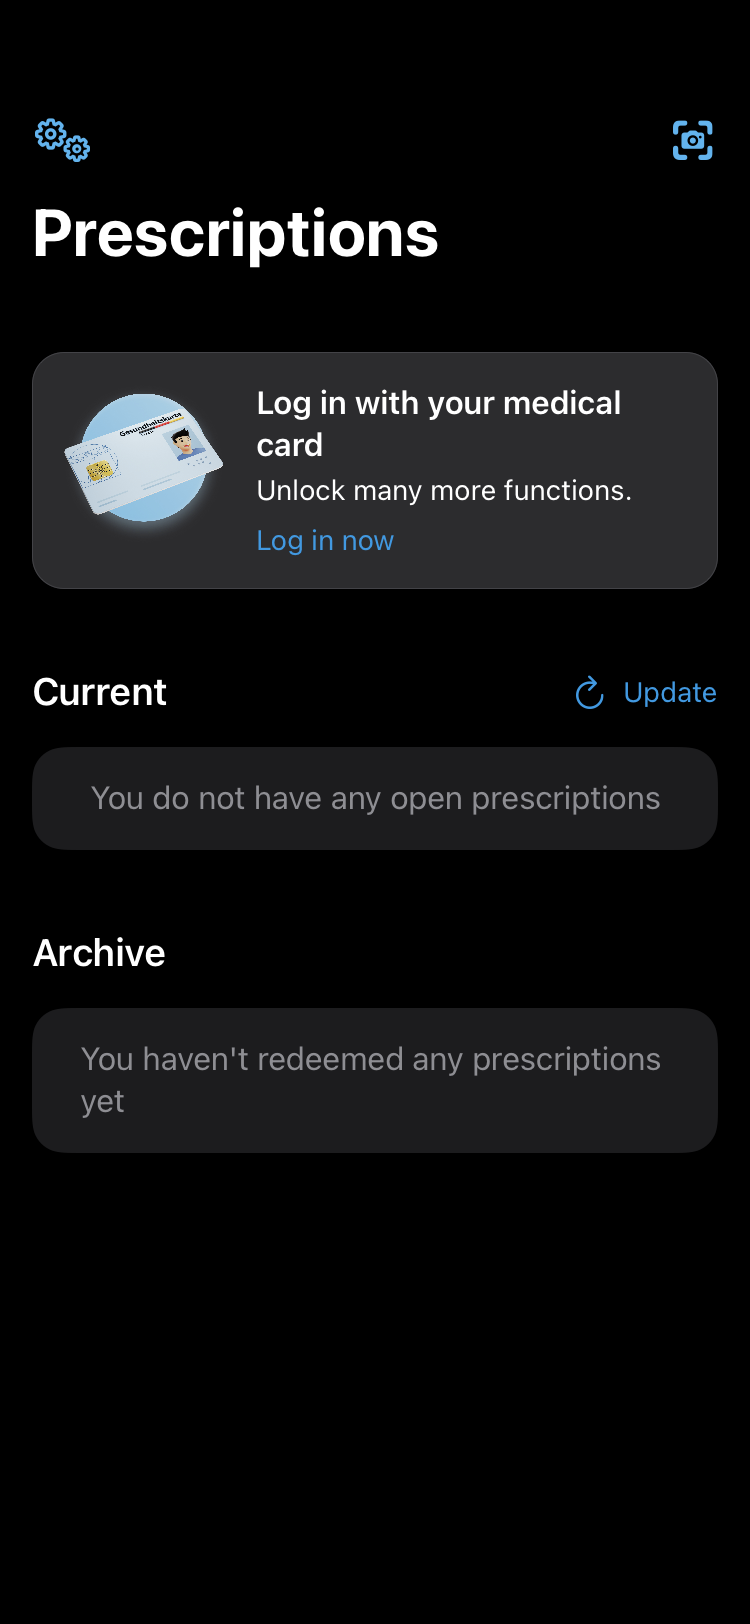 Prescriptions
Gesundheitskarte
Log in with your medical
card
Unlock many more functions.
Log in now
Current
Update
You do not have any open prescriptions
Archive
You haven't redeemed any prescriptions
yet